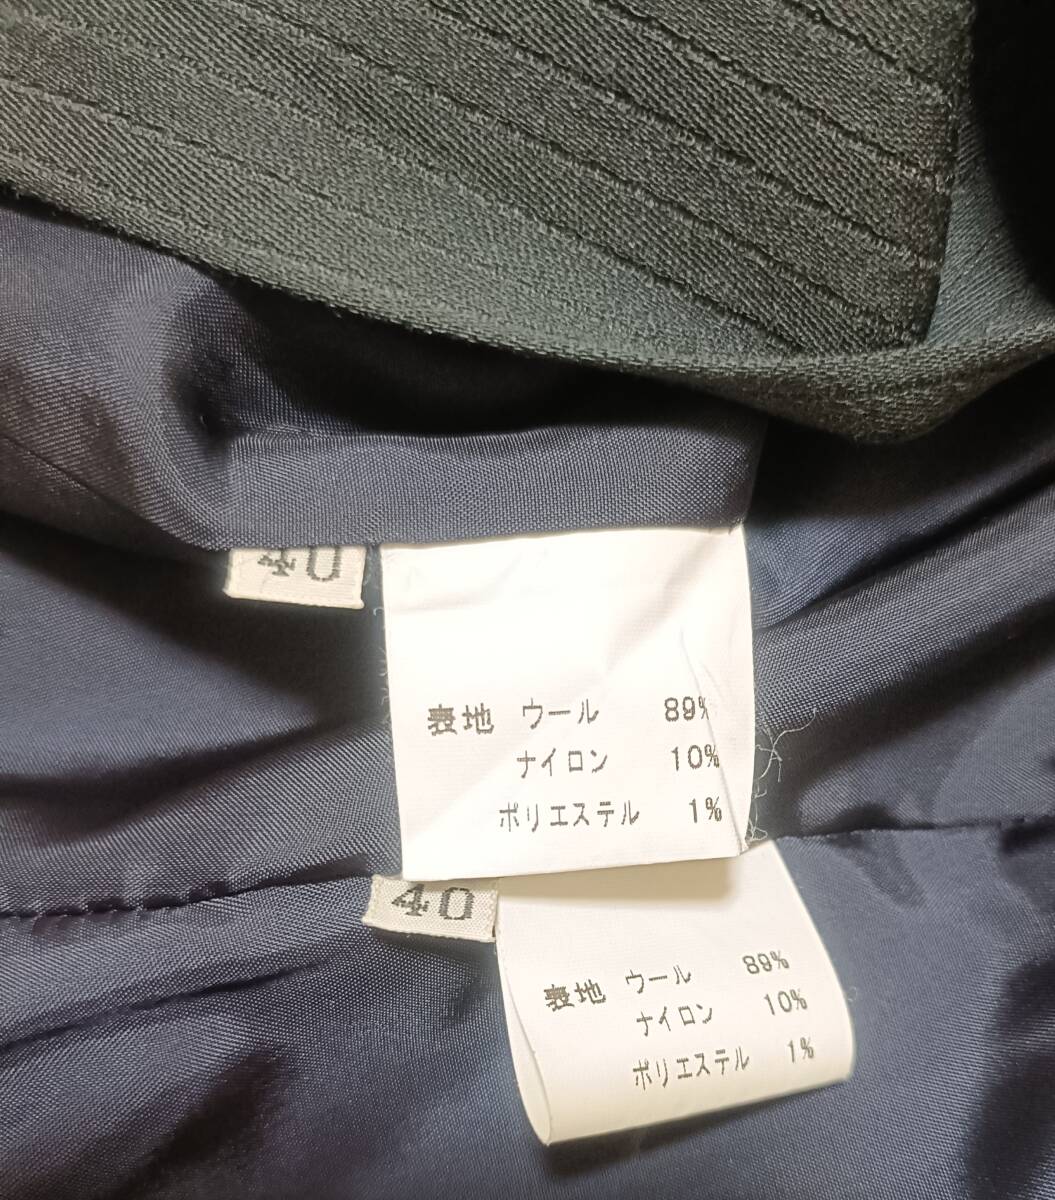 40
表地 ウール 89%
ナイロン 10%
ポリエステル 1%
40
表地 ウール 89%
ナイロン 10%
ポリエステル 1%